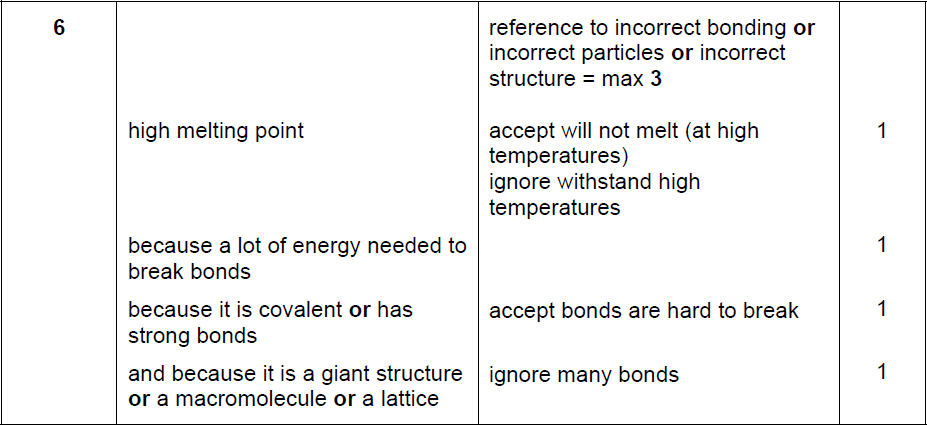 6
reference to incorrect bonding or
incorrect particles or incorrect
structure = max 3
high melting point
accept will not melt (at high
temperatures)
ignore withstand high
temperatures
1
because a lot of energy needed to
break bonds
1
because it is covalent or has
strong bonds
accept bonds are hard to break
1
and because it is a giant structure
or a macromolecule or a lattice
ignore many bonds
1